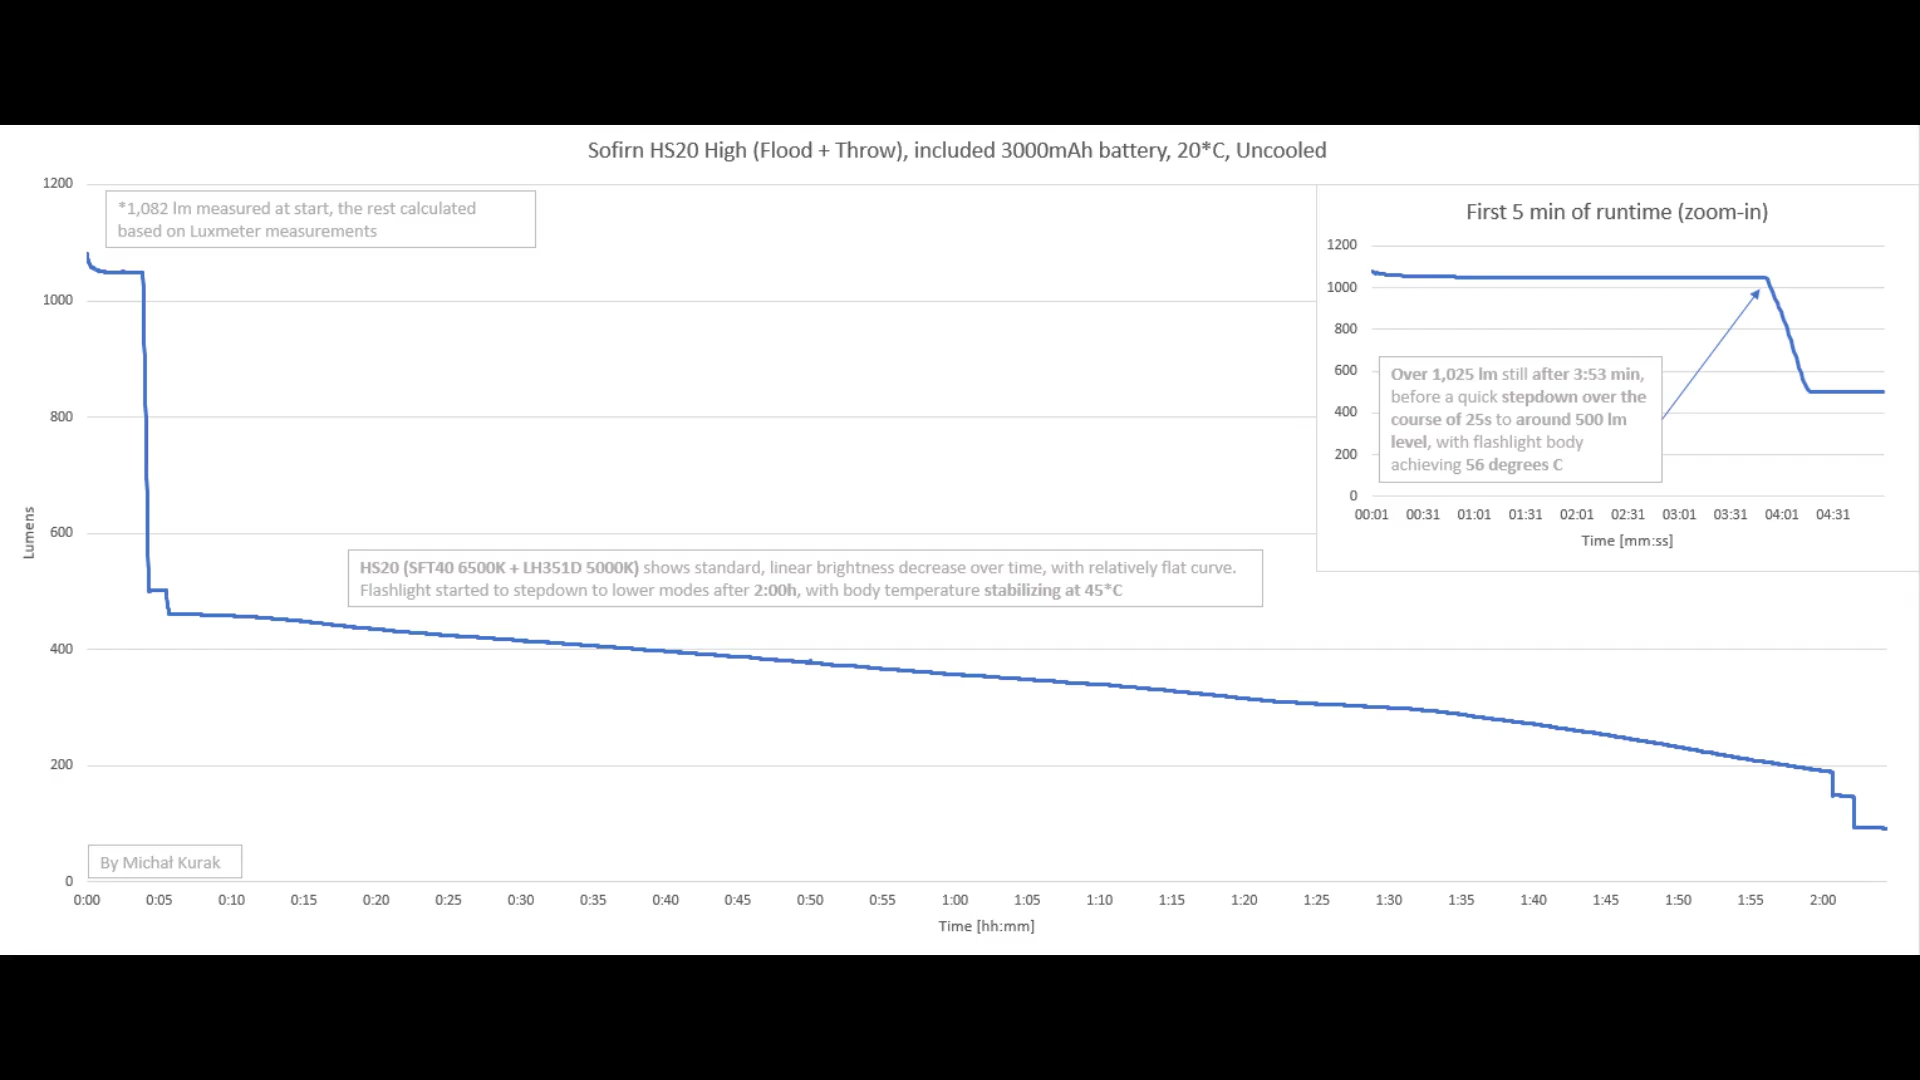 Sofirn HS20 High (Flood + Throw), included 3000mAh battery, 20*C, Uncooled
*1,082 lm measured at start, the rest calculated
based on Luxmeter measurements
1200
1000
800
600
400
200
0
Lumens
HS20 (SFT40 6500K + LH351D 5000K) shows standard, linear brightness decrease over time, with relatively flat curve.
Flashlight started to stepdown to lower modes after 2:00h, with body temperature stabilizing at 45*C
By Michał Kurak
0:00 0:05 0:10 0:15 0:20 0:25 0:30 0:35 0:40 0:45 0:50 0:55 1:00 1:05 1:10 1:15 1:20 1:25 1:30 1:35 1:40 1:45 1:50 1:55 2:00
Time [hh:mm]
First 5 min of runtime (zoom-in)
1200
1000
800
600
400
200
0
Over 1,025 lm still after 3:53 min,
before a quick stepdown over the
course of 25s to around 500 lm
level, with flashlight body
achieving 56 degrees C
00:01 00:31 01:01 01:31 02:01 02:31 03:01 03:31 04:01 04:31
Time [mm:ss]